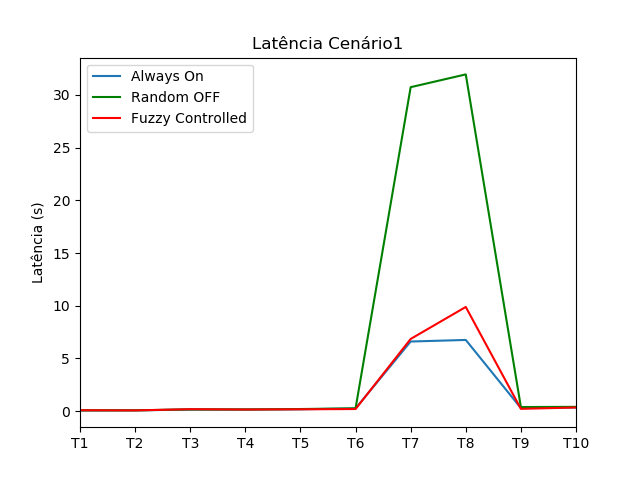 Latência Cenário1
Always On
Random OFF
Fuzzy Controlled
Latência (s)
30
25
20
15
10
5
0
T1 T2 T3 T4 T5 T6 T7 T8 T9 T10